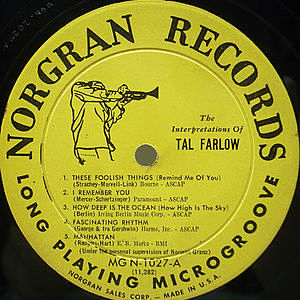 NORGRAN RECORDS
The
Interpretations Of
TAL FARLOW
1. THESE FOOLISH THINGS (Remind Me Of You)
(Strachey-Marrell-Link) Bourne - ASCAP
2. I REMEMBER YOU
(Mercer-Schertzinger) Paramount - ASCAP
3. HOW DEEP IS THE OCEAN (How High Is The Sky)
(Berlin) Irving Berlin Music Corp. - ASCAP
4. FASCINATING RHYTHM
(George & Ira Gershwin) Harms, Inc. - ASCAP
5. MANHATTAN
(Rodgers-Hart) E. B. Marks - BMI
(Under the personal supervision of Norman Granz)
MG N-1027-A
(11,282)
LONG PLAYING MICROGROOVE
NORGRAN SALES CORP. — MADE IN U.S.A.
MGN-1027-A